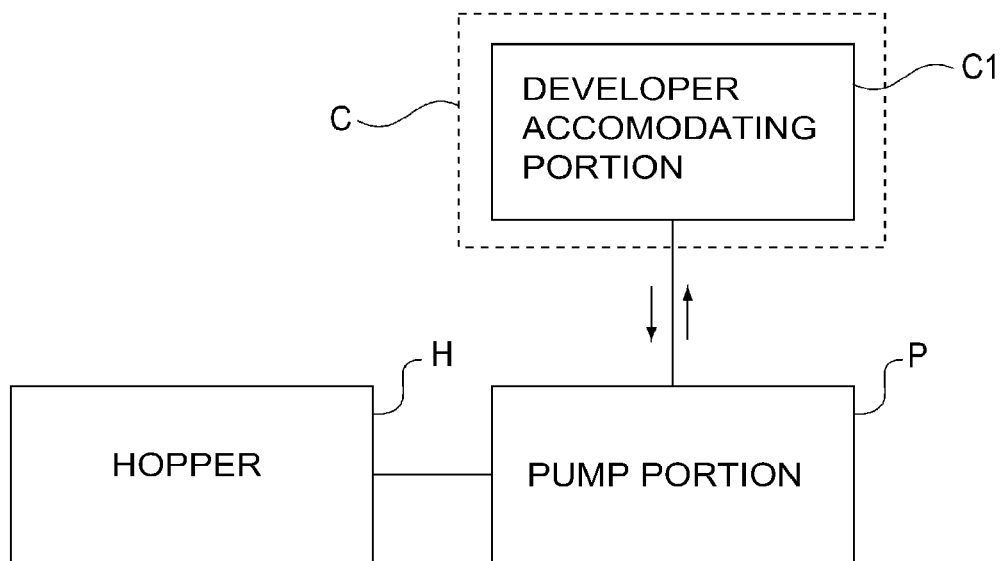 DEVELOPER
ACCOMODATING
PORTION
C1
C
H
P
HOPPER
PUMP PORTION